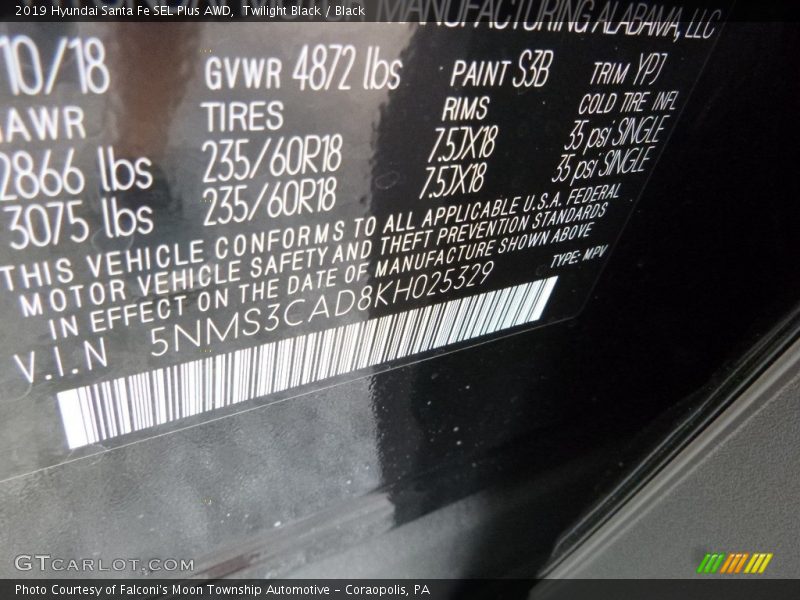 2019 Hyundai Santa Fe SEL Plus AWD, Twilight Black / Black
MANUFACTURING ALABAMA, LLC
10/18 GVWR 4872 lbs PAINT S3B TRIM YPJ
AWR TIRES RIMS COLD TIRE INFL
2866 lbs 235/60R18 7.5JX18 35 psi SINGLE
3075 lbs 235/60R18 7.5JX18 35 psi SINGLE
THIS VEHICLE CONFORMS TO ALL APPLICABLE U.S.A. FEDERAL
MOTOR VEHICLE SAFETY AND THEFT PREVENTION STANDARDS
IN EFFECT ON THE DATE OF MANUFACTURE SHOWN ABOVE
V.I.N 5NMS3CAD8KH025329 TYPE: MPV
GTCARLOT.COM
Photo Courtesy of Falconi's Moon Township Automotive – Coraopolis, PA